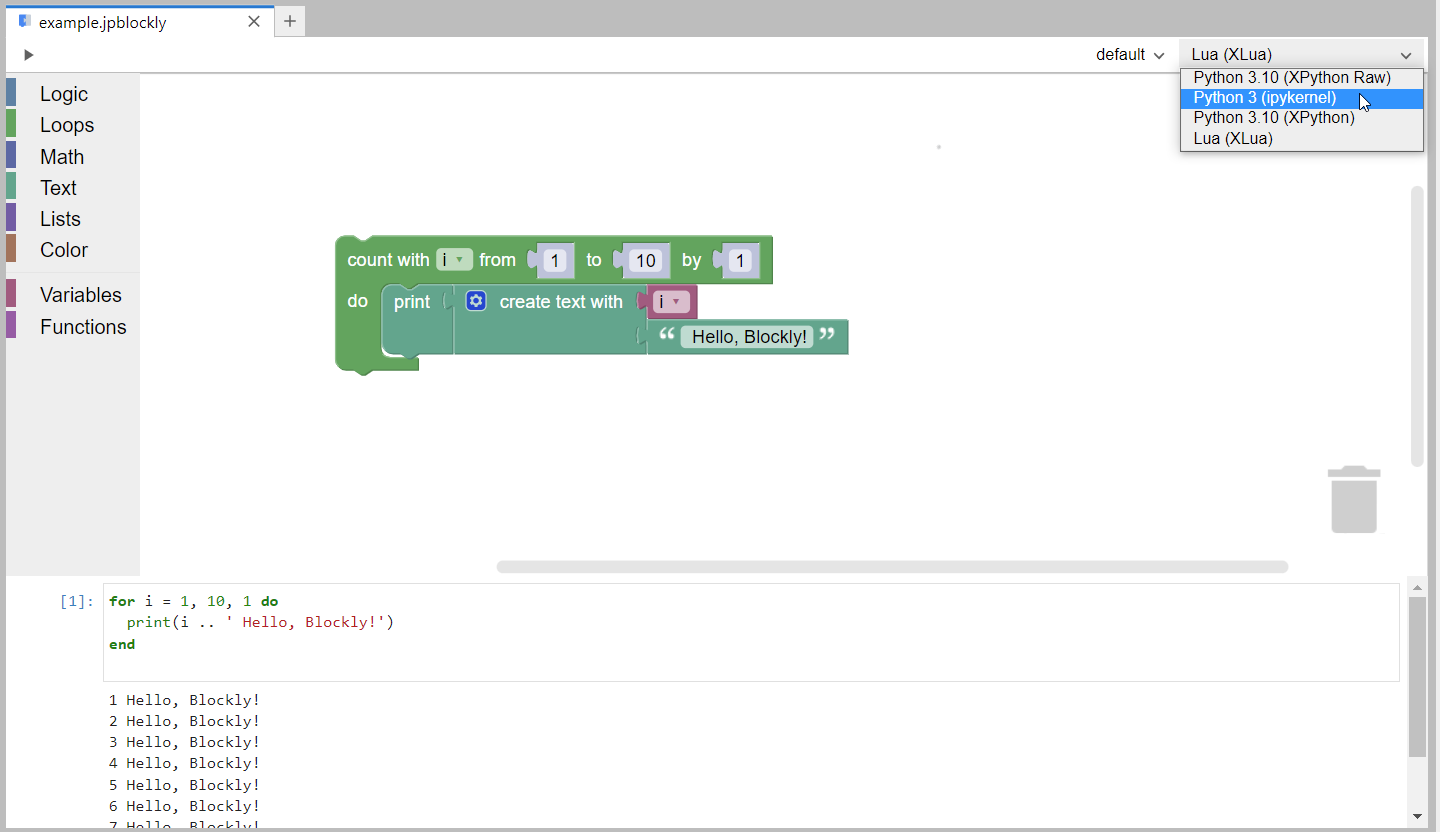 example.jpblockly
default
Lua (XLua)
Python 3.10 (XPython Raw)
Python 3 (ipykernel)
Python 3.10 (XPython)
Lua (XLua)
Logic
Loops
Math
Text
Lists
Color
Variables
Functions
count with i from 1 to 10 by 1
do print create text with i
“ Hello, Blockly! ”
[1]: for i = 1, 10, 1 do
print(i .. ' Hello, Blockly!')
end
1 Hello, Blockly!
2 Hello, Blockly!
3 Hello, Blockly!
4 Hello, Blockly!
5 Hello, Blockly!
6 Hello, Blockly!
7 Hello, Blockly!